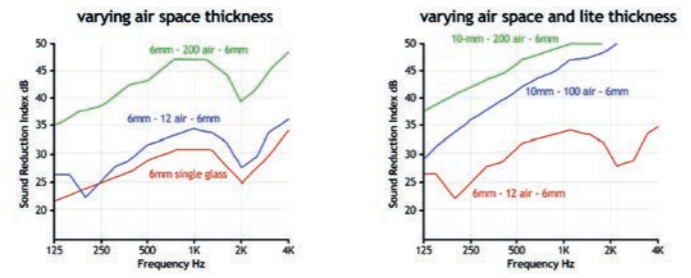 varying air space thickness
Sound Reduction Index dB
50
45
40
35
30
25
20
6mm - 200 air - 6mm
6mm - 12 air - 6mm
6mm single glass
125 250 500 1K 2K 4K
Frequency Hz
varying air space and lite thickness
Sound Reduction Index dB
50
45
40
35
30
25
20
10-mm - 200 air - 6mm
10mm - 100 air - 6mm
6mm - 12 air - 6mm
125 250 500 1K 2K 4K
Frequency Hz